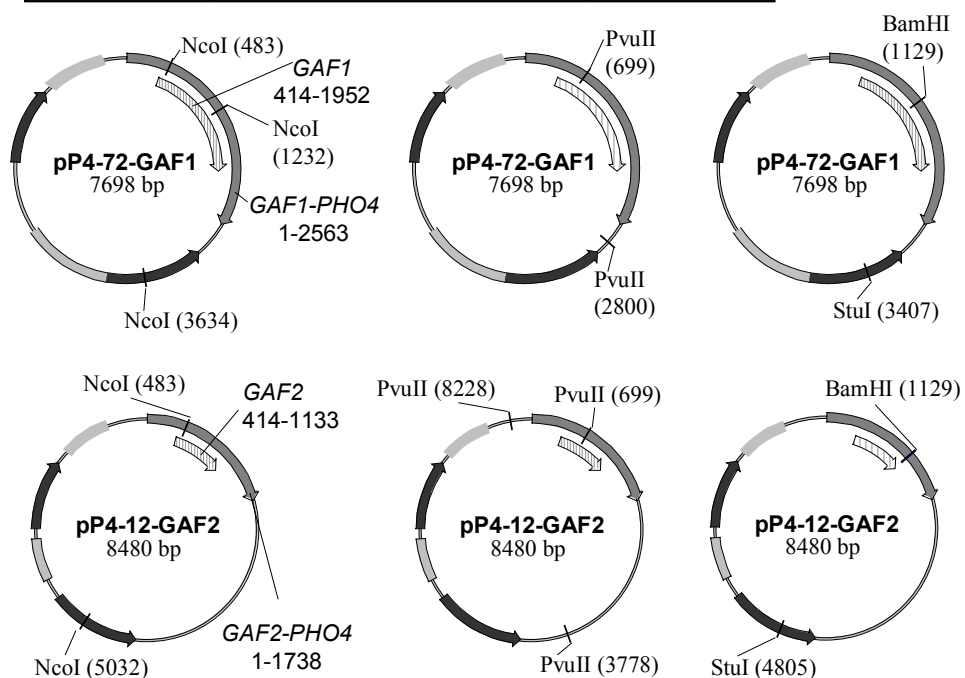 NcoI (483)
GAF1
414-1952
NcoI
(1232)
pP4-72-GAF1
7698 bp
GAF1-PHO4
1-2563
NcoI (3634)
PvuII
(699)
pP4-72-GAF1
7698 bp
PvuII
(2800)
BamHI
(1129)
pP4-72-GAF1
7698 bp
StuI (3407)
NcoI (483)
GAF2
414-1133
pP4-12-GAF2
8480 bp
GAF2-PHO4
1-1738
NcoI (5032)
PvuII (8228)
PvuII (699)
pP4-12-GAF2
8480 bp
PvuII (3778)
BamHI (1129)
pP4-12-GAF2
8480 bp
StuI (4805)